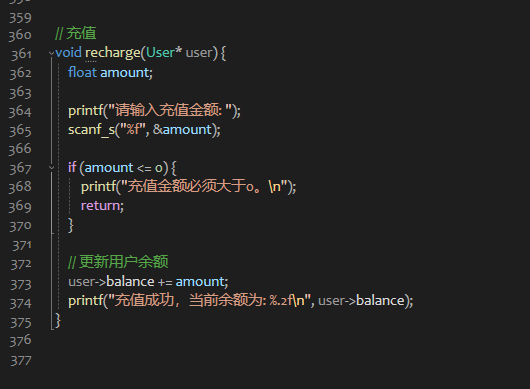 359
360 // 充值
361 void recharge(User* user) {
362 float amount;
363
364 printf("请输入充值金额: ");
365 scanf_s("%f", &amount);
366
367 if (amount <= 0) {
368 printf("充值金额必须大于0。\n");
369 return;
370 }
371
372 // 更新用户余额
373 user->balance += amount;
374 printf("充值成功，当前余额为: %.2f\n", user->balance);
375 }
376
377